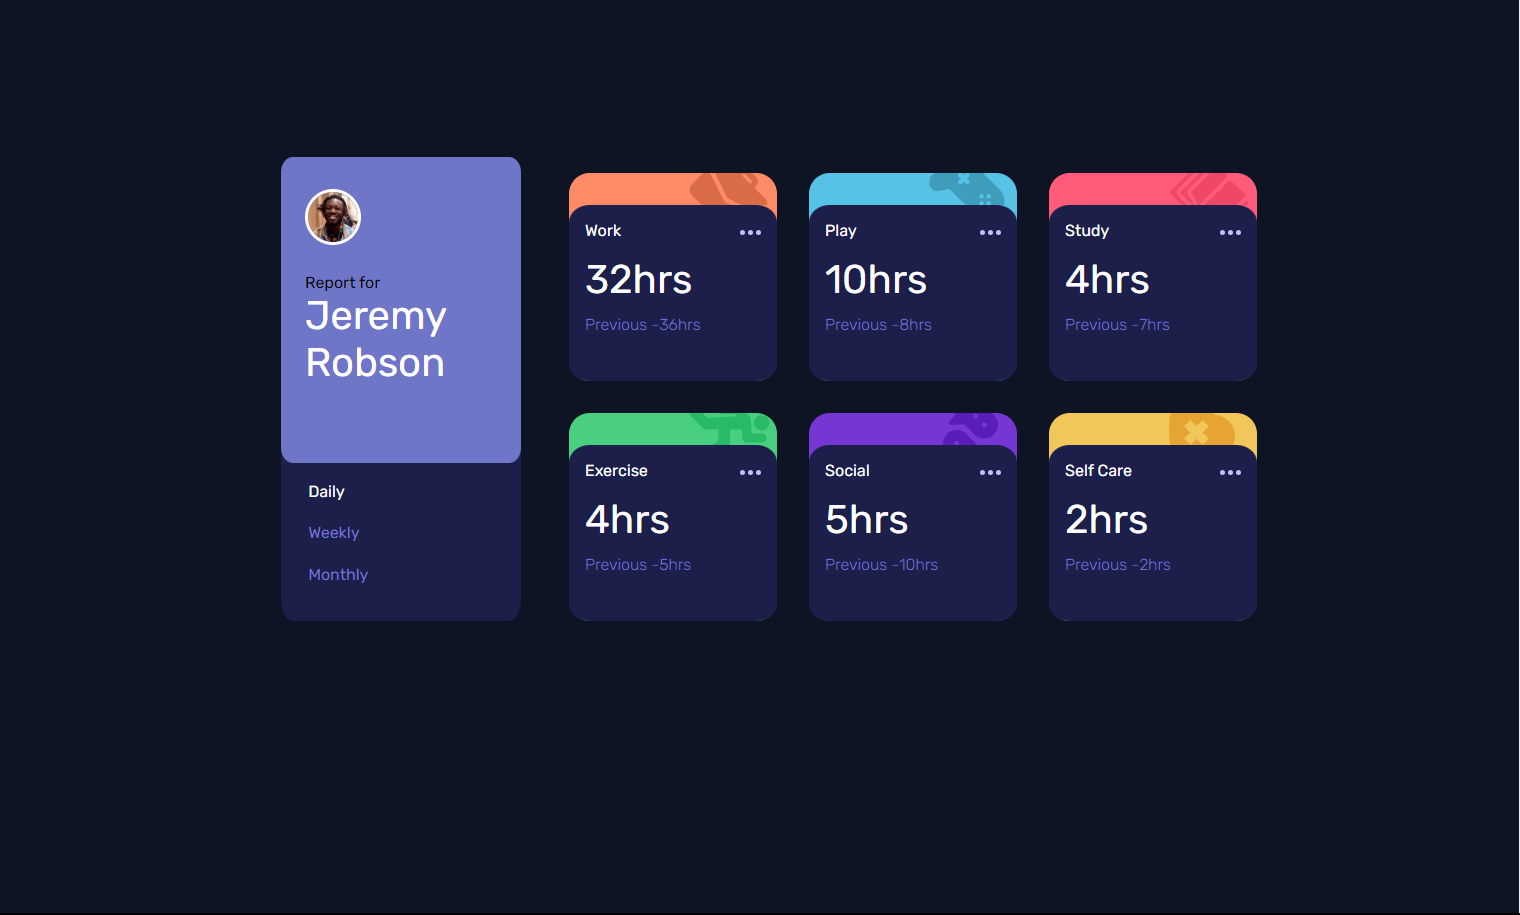 Report for
Jeremy
Robson
Daily
Weekly
Monthly
Work
32hrs
Previous -36hrs
Play
10hrs
Previous -8hrs
Study
4hrs
Previous -7hrs
Exercise
4hrs
Previous -5hrs
Social
5hrs
Previous -10hrs
Self Care
2hrs
Previous -2hrs